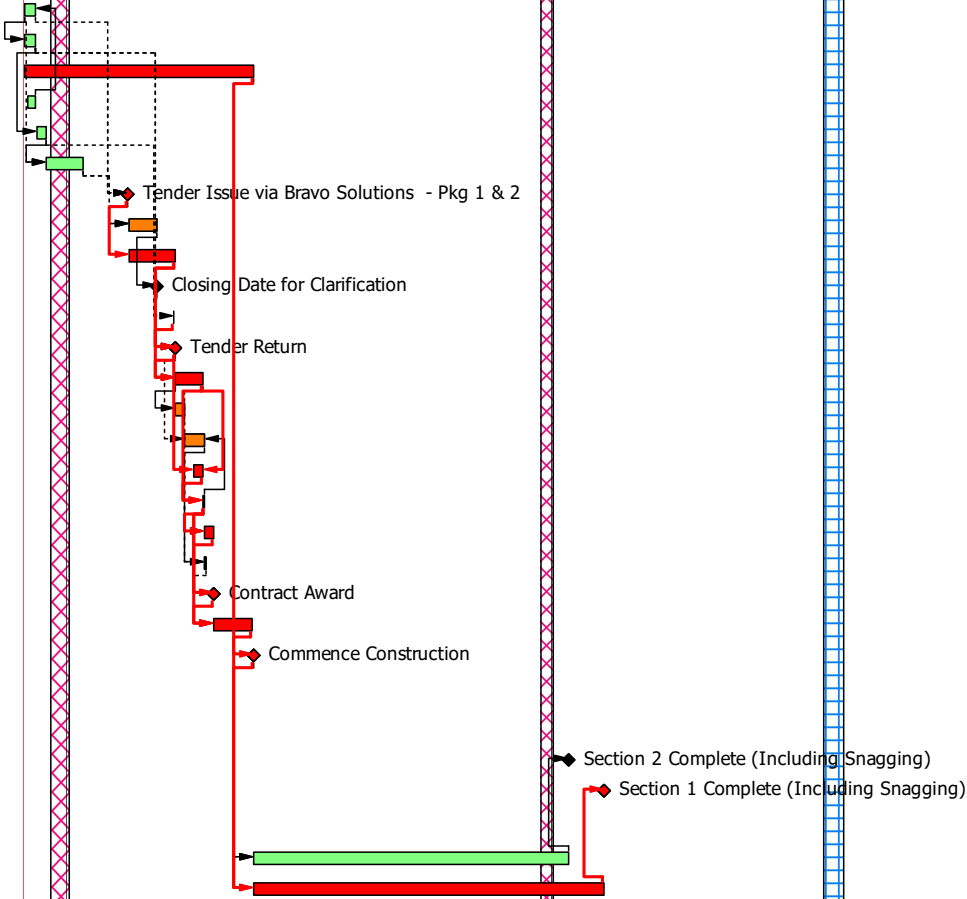 Tender Issue via Bravo Solutions - Pkg 1 & 2
Closing Date for Clarification
Tender Return
Contract Award
Commence Construction
Section 2 Complete (Including Snagging)
Section 1 Complete (Including Snagging)